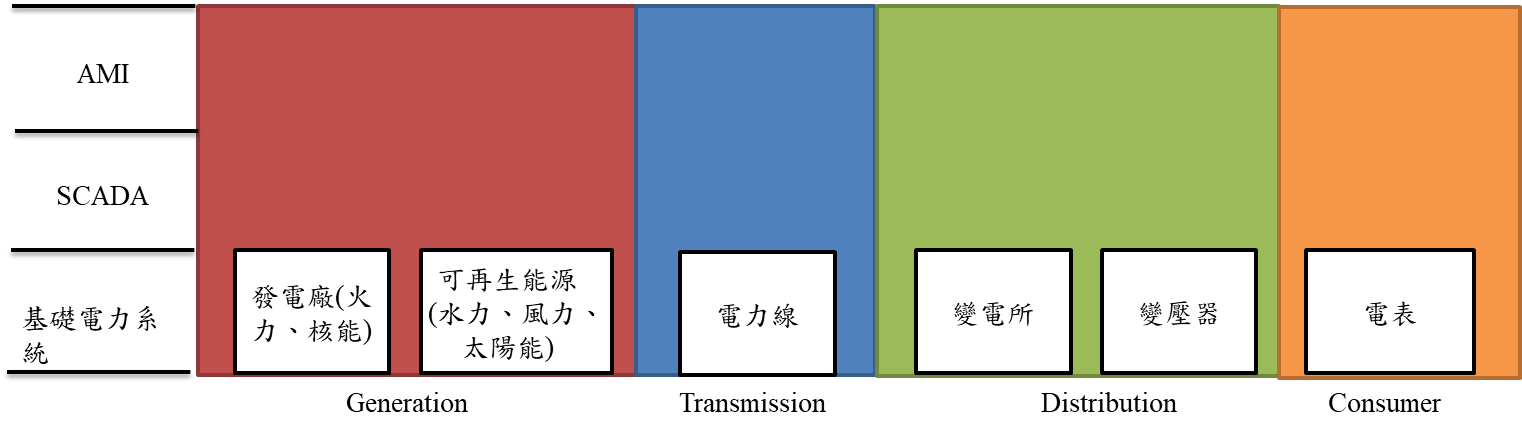 AMI
SCADA
基礎電力系
統
發電廠(火
力、核能)
可再生能源
(水力、風力、
太陽能)
電力線
變電所
變壓器
電表
Generation
Transmission
Distribution
Consumer